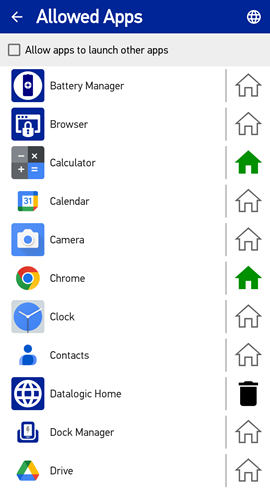 Allowed Apps
Allow apps to launch other apps
Battery Manager
Browser
Calculator
31
Calendar
Camera
Chrome
Clock
Contacts
Datalogic Home
Dock Manager
Drive